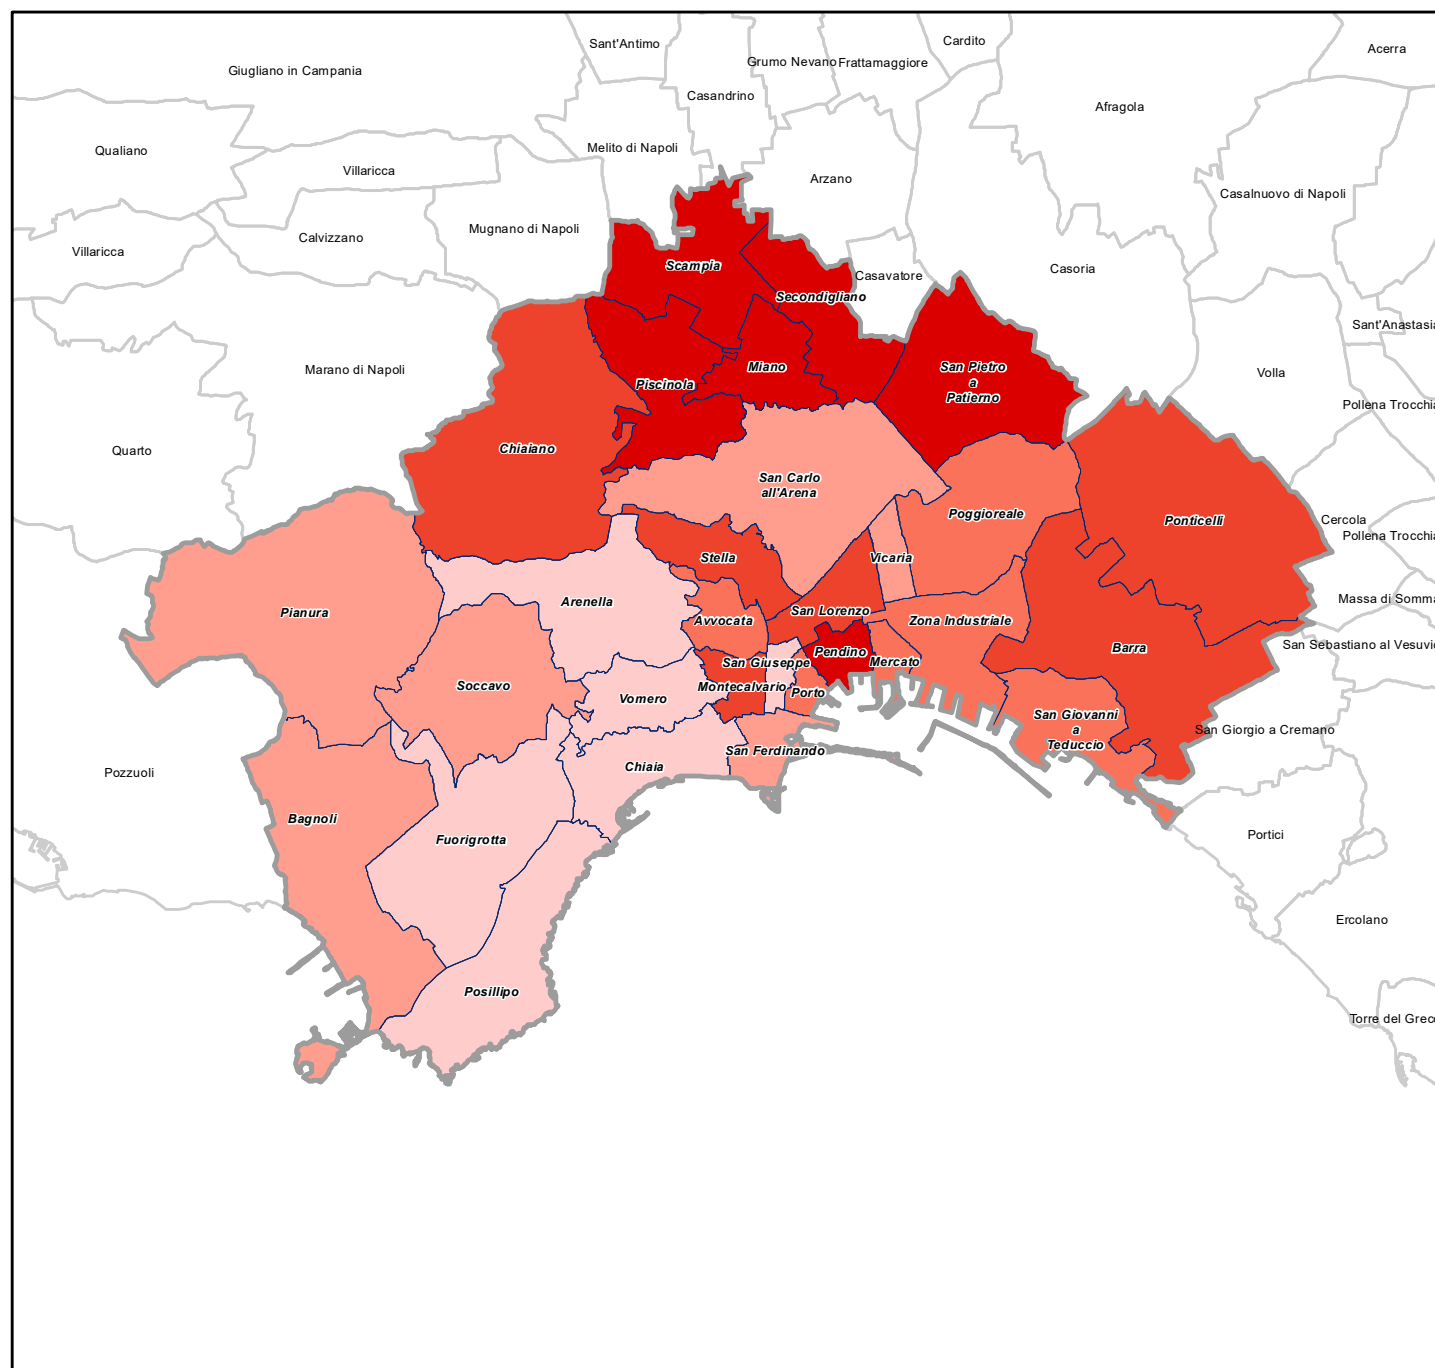 Sant'Antimo
Cardito
Acerra
Giugliano in Campania
Grumo Nevano
Frattamaggiore
Casandrino
Afragola
Qualiano
Melito di Napoli
Villaricca
Arzano
Casalnuovo di Napoli
Mugnano di Napoli
Calvizzano
Villaricca
Scampia
Casavatore
Casoria
Secondigliano
Sant'Anastasia
Marano di Napoli
Miano
San Pietro
a
Patierno
Volla
Piscinola
Pollena Trocchia
Quarto
Chiaiano
San Carlo
all'Arena
Poggioreale
Ponticelli
Cercola
Pollena Trocchia
Stella
Vicaria
Arenella
Massa di Somma
Pianura
San Lorenzo
Avvocata
Zona Industriale
San Sebastiano al Vesuvio
Barra
Pendino
San Giuseppe
Mercato
Soccavo
Montecalvario
Porto
Vomero
San Giovanni
a
Teduccio
San Giorgio a Cremano
San Ferdinando
Chiaia
Pozzuoli
Bagnoli
Portici
Fuorigrotta
Ercolano
Posillipo
Torre del Greco